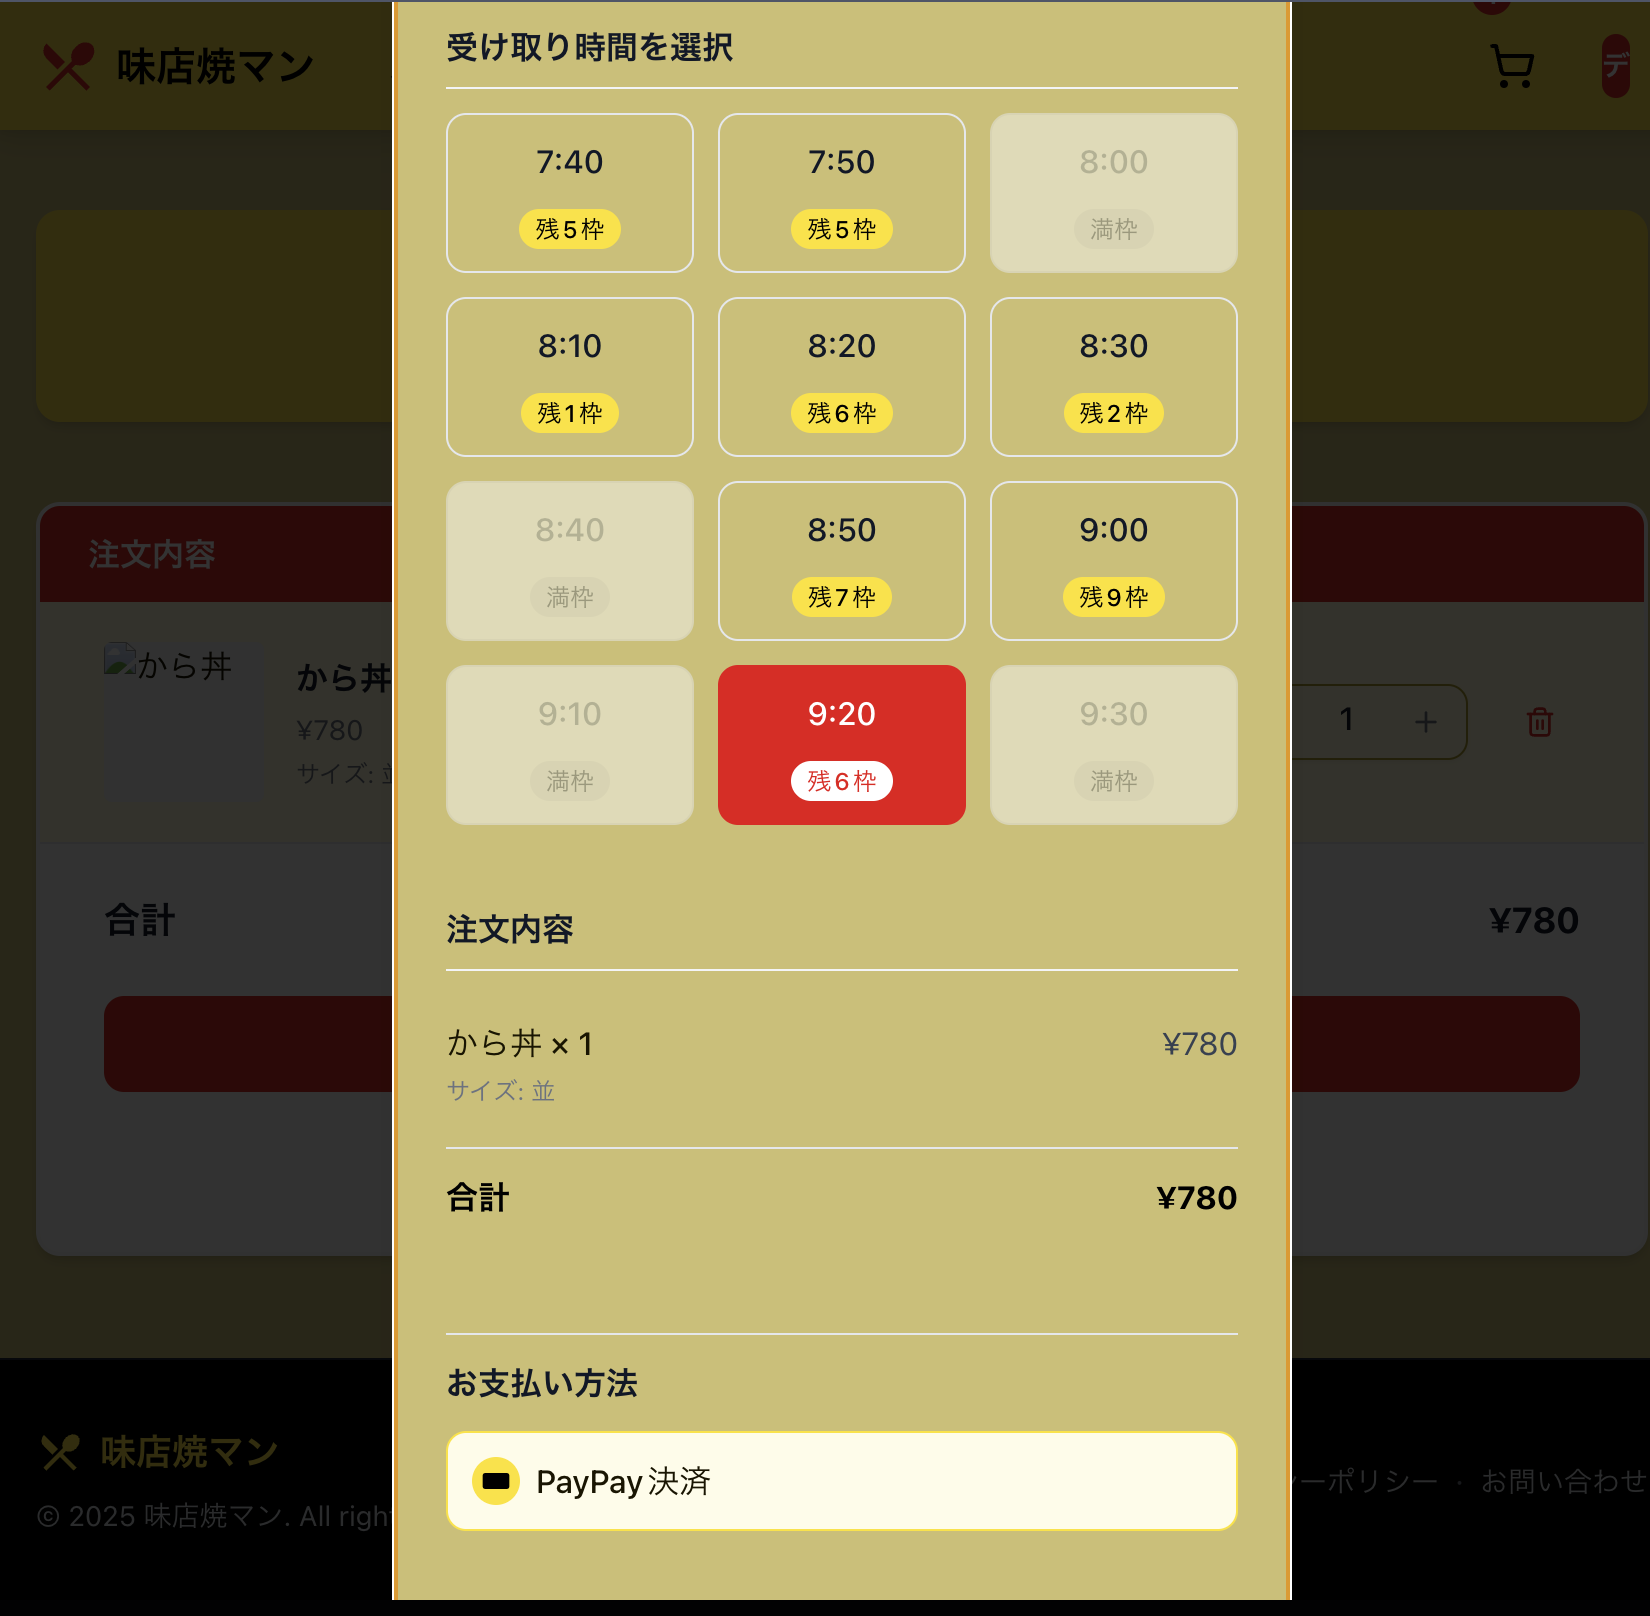 味店焼マン
デ
受け取り時間を選択
7:40
残5枠
7:50
残5枠
8:00
満枠
8:10
残1枠
8:20
残6枠
8:30
残2枠
8:40
満枠
8:50
残7枠
9:00
残9枠
9:10
満枠
9:20
残6枠
9:30
満枠
注文内容
から丼 × 1
¥780
サイズ: 並
合計
¥780
お支払い方法
PayPay決済
注文内容
から丼
から丼
¥780
サイズ:
1
合計
¥780
味店焼マン
© 2025 味店焼マン. All
ーポリシー · お問い合わせ